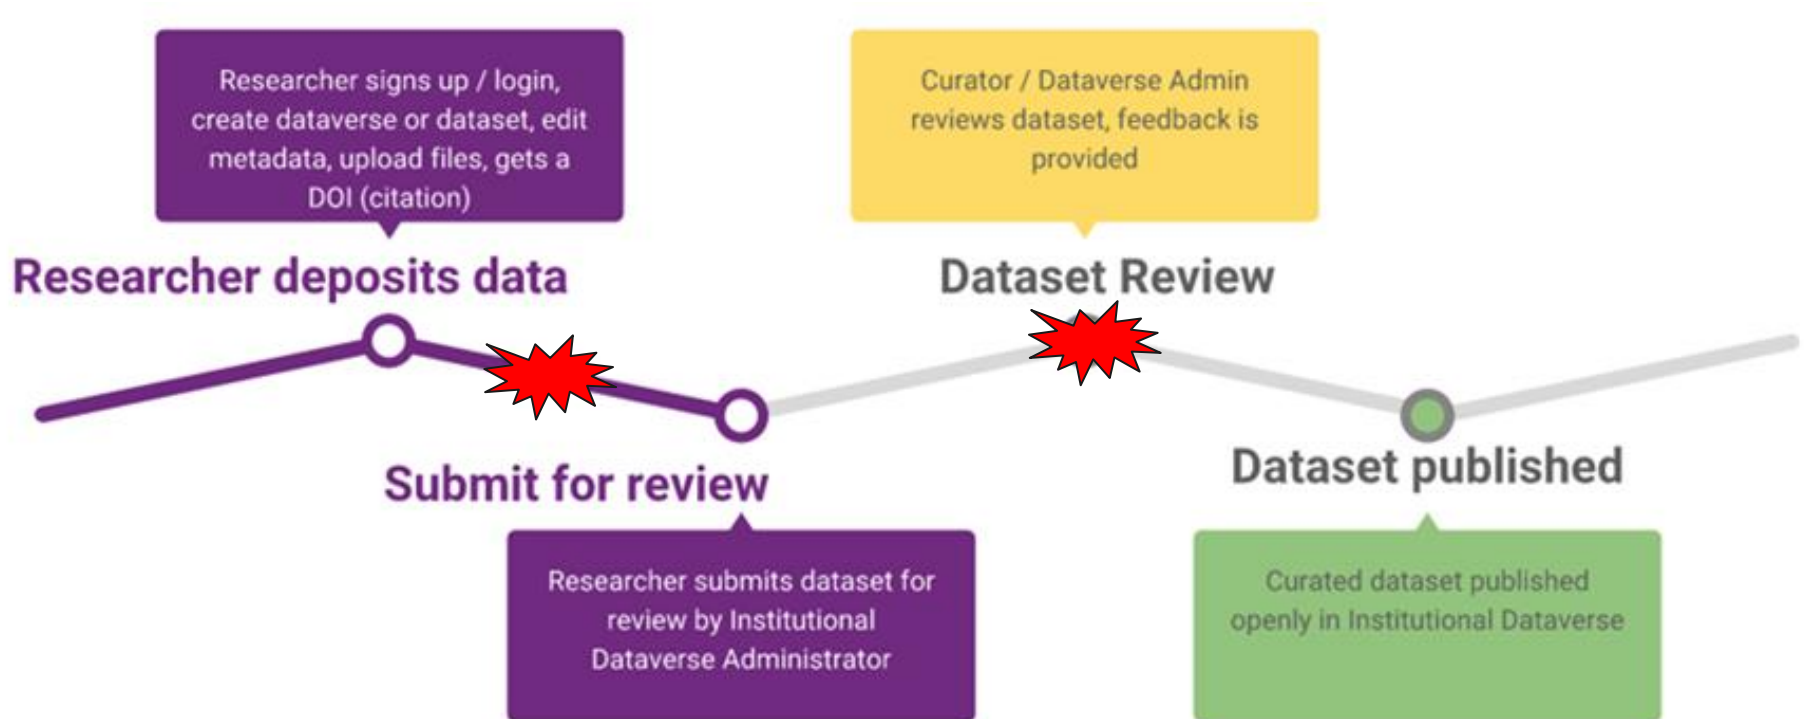 Researcher signs up / login,
create dataverse or dataset, edit
metadata, upload files, gets a
DOI (citation)
Researcher deposits data
Submit for review
Researcher submits dataset for
review by Institutional
Dataverse Administrator
Curator / Dataverse Admin
reviews dataset, feedback is
provided
Dataset Review
Dataset published
Curated dataset published
openly in Institutional Dataverse